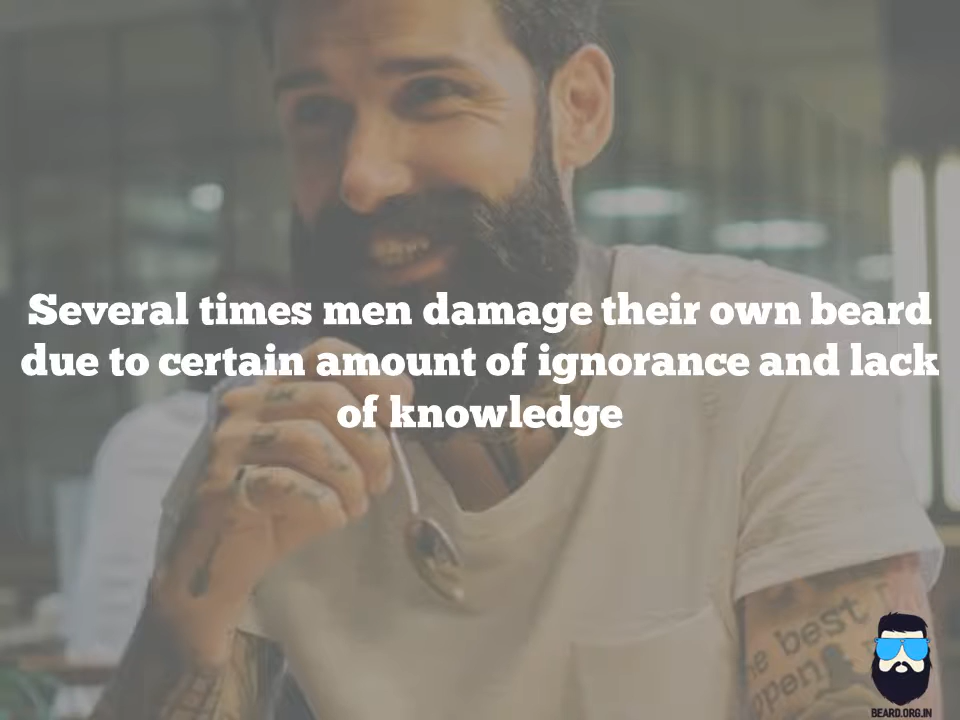 Several times men damage their own beard
due to certain amount of ignorance and lack
of knowledge
best
BEARD.ORG.IN